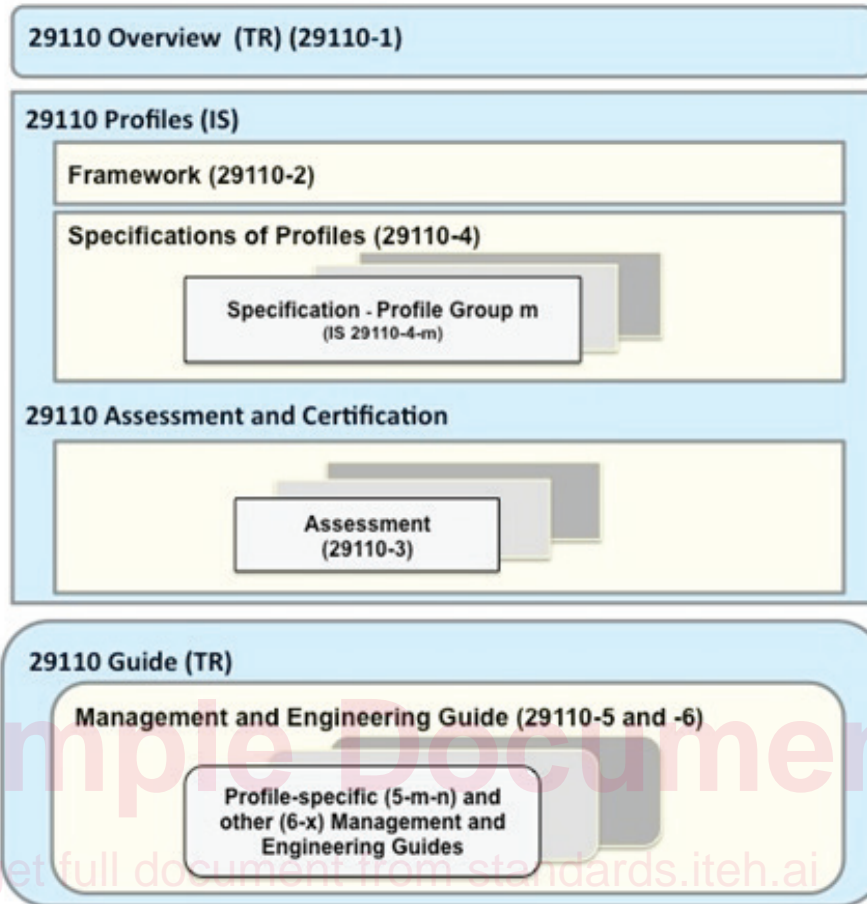 29110 Overview (TR) (29110-1)
29110 Profiles (IS)
Framework (29110-2)
Specifications of Profiles (29110-4)
Specification - Profile Group m
(IS 29110-4-m)
29110 Assessment and Certification
Assessment
(29110-3)
29110 Guide (TR)
Management and Engineering Guide (29110-5 and -6)
mple Documen
Profile-specific (5-m-n) and
other (6-x) Management and
Engineering Guides
get full document from standards.iteh.ai